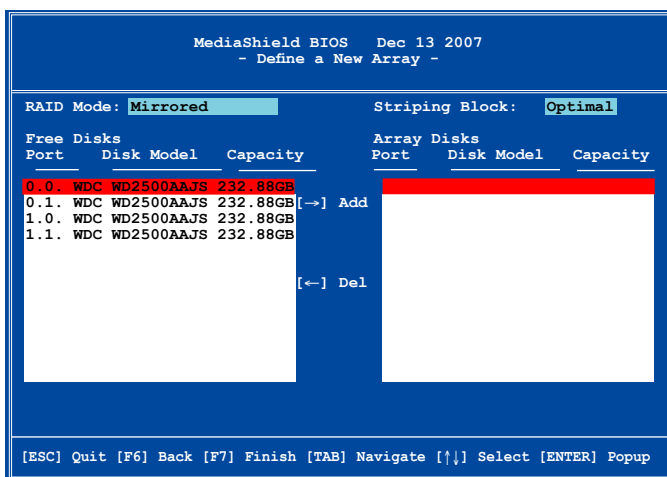 MediaShield BIOS Dec 13 2007
- Define a New Array -
RAID Mode: Mirrored Striping Block: Optimal
Free Disks Array Disks
Port Disk Model Capacity Port Disk Model Capacity
0.0. WDC WD2500AAJS 232.88GB
0.1. WDC WD2500AAJS 232.88GB [→] Add
1.0. WDC WD2500AAJS 232.88GB
1.1. WDC WD2500AAJS 232.88GB
[←] Del
[ESC] Quit [F6] Back [F7] Finish [TAB] Navigate [↑↓] Select [ENTER] Popup